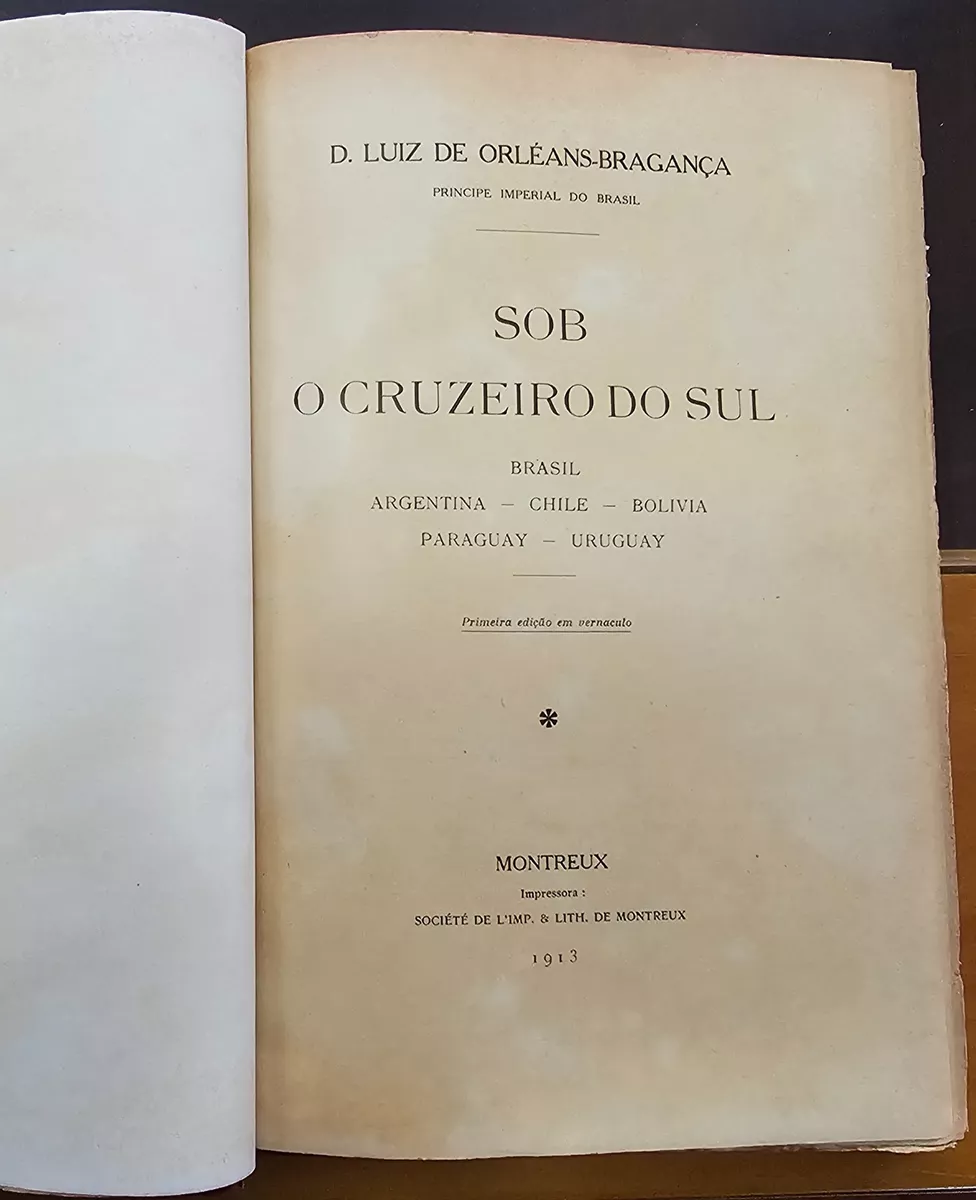 D. LUIZ DE ORLÉANS-BRAGANÇA
PRINCIPE IMPERIAL DO BRASIL
SOB
O CRUZEIRO DO SUL
BRASIL
ARGENTINA — CHILE — BOLIVIA
PARAGUAY — URUGUAY
Primeira edição em vernaculo
*
MONTREUX
Impressora :
SOCIÉTÉ DE L'IMP. & LITH. DE MONTREUX
1913